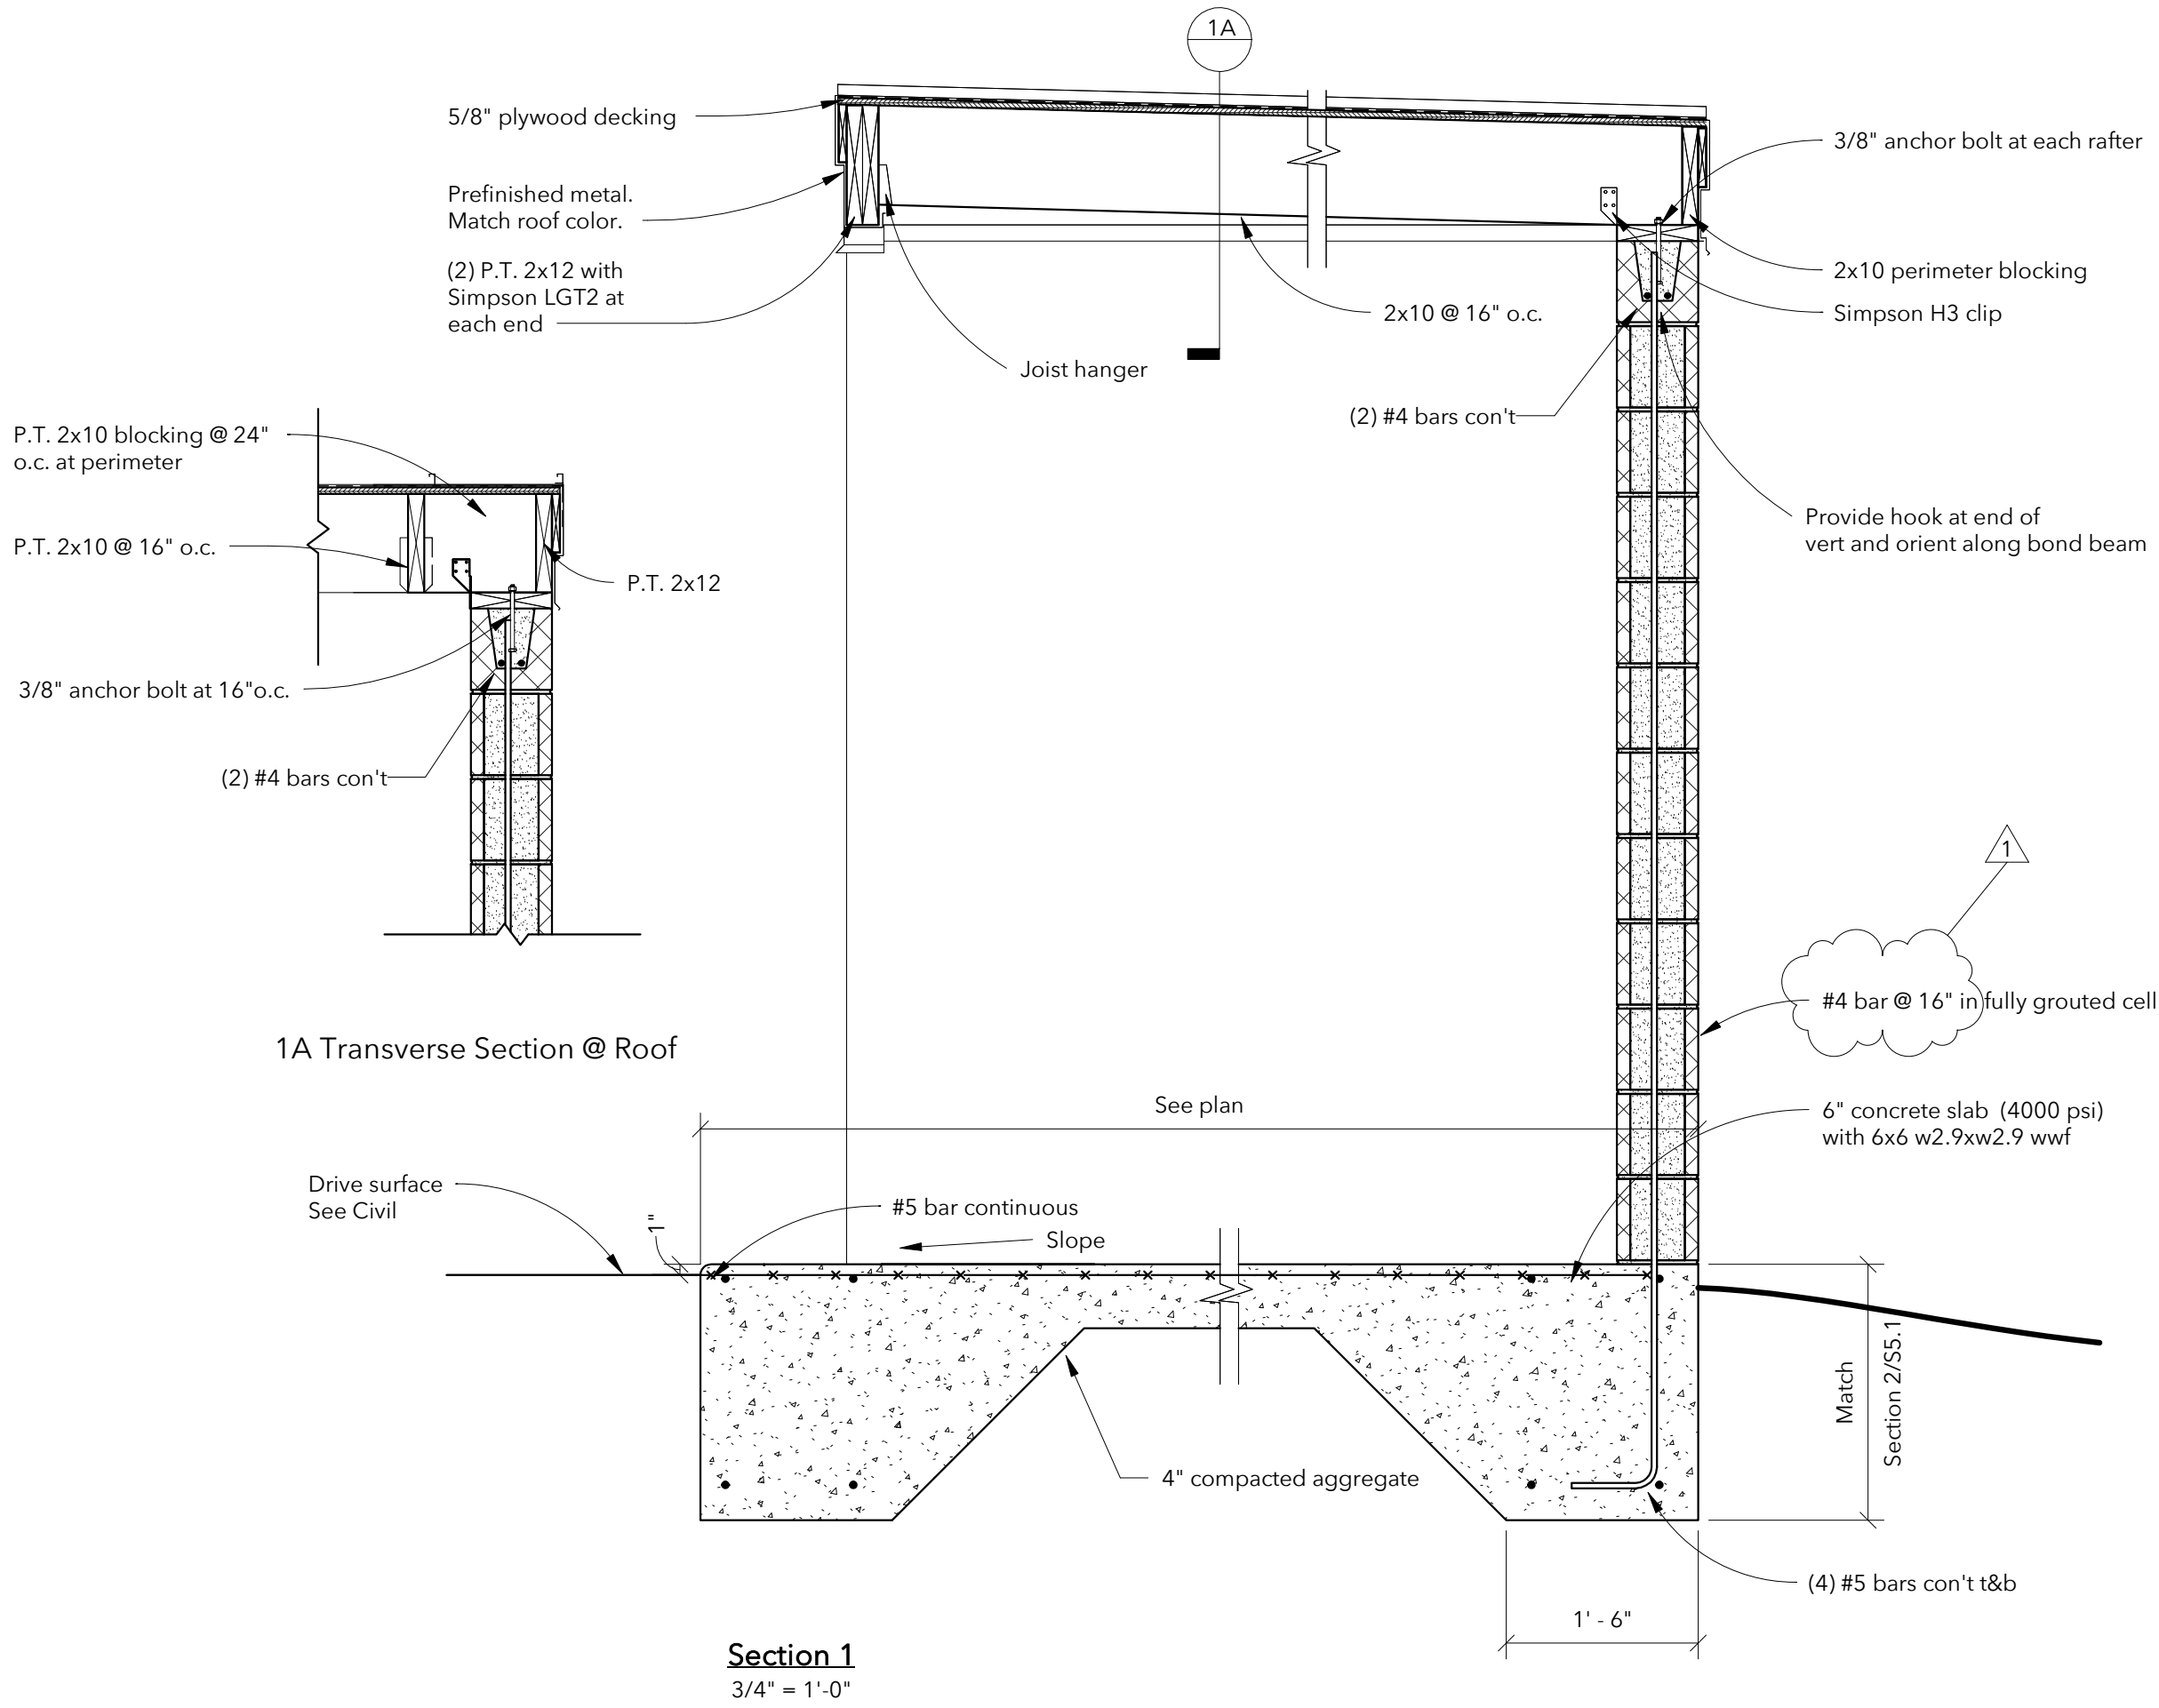 1A
5/8" plywood decking
Prefinished metal.
Match roof color.
(2) P.T. 2x12 with
Simpson LGT2 at
each end
Joist hanger
2x10 @ 16" o.c.
3/8" anchor bolt at each rafter
2x10 perimeter blocking
Simpson H3 clip
(2) #4 bars con't
Provide hook at end of
vert and orient along bond beam
P.T. 2x10 blocking @ 24"
o.c. at perimeter
P.T. 2x10 @ 16" o.c.
P.T. 2x12
3/8" anchor bolt at 16"o.c.
(2) #4 bars con't
1A Transverse Section @ Roof
1
#4 bar @ 16" in fully grouted cell
See plan
6" concrete slab (4000 psi)
with 6x6 w2.9xw2.9 wwf
Drive surface
See Civil
1"
#5 bar continuous
Slope
4" compacted aggregate
Match
Section 2/S5.1
(4) #5 bars con't t&b
1' - 6"
Section 1
3/4" = 1'-0"